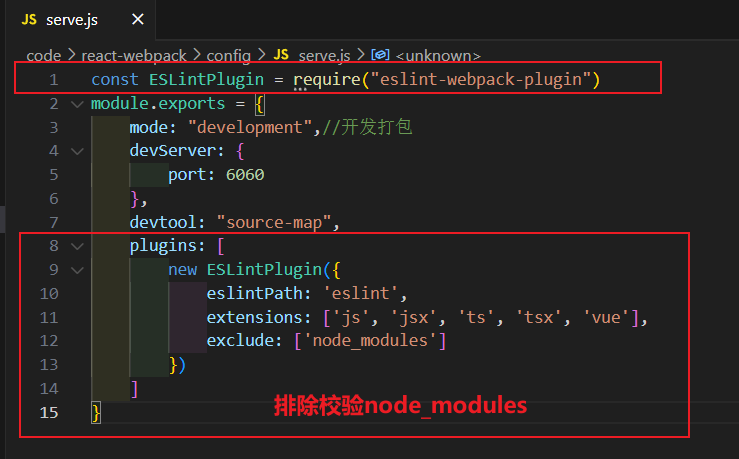 JS serve.js ×
code > react-webpack > config > JS serve.js > <unknown>
1 const ESLintPlugin = require("eslint-webpack-plugin")
2 module.exports = {
3 mode: "development",//开发打包
4 devServer: {
5 port: 6060
6 },
7 devtool: "source-map",
8 plugins: [
9 new ESLintPlugin({
10 eslintPath: 'eslint',
11 extensions: ['js', 'jsx', 'ts', 'tsx', 'vue'],
12 exclude: ['node_modules']
13 })
14 ]
15 }
排除校验node_modules